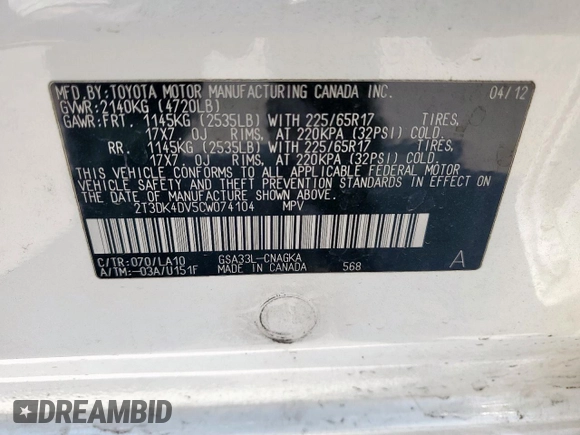 MFD.BY:TOYOTA MOTOR MANUFACTURING CANADA INC. 04/12
GVWR:2140KG (4720LB)
GAWR:FRT. 1145KG (2535LB) WITH 225/65R17 TIRES,
17X7. 0J RIMS, AT 220KPA (32PSI) COLD.
RR. 1145KG (2535LB) WITH 225/65R17 TIRES,
17X7. 0J RIMS, AT 220KPA (32PSI) COLD.
THIS VEHICLE CONFORMS TO ALL APPLICABLE FEDERAL MOTOR
VEHICLE SAFETY AND THEFT PREVENTION STANDARDS IN EFFECT
ON THE DATE OF MANUFACTURE SHOWN ABOVE.
2T3DK4DV5CW074104 MPV
C/TR:070/LA10 GSA33L-CNAGKA A
A/TM:-03A/U151F MADE IN CANADA 568
DREAMBID